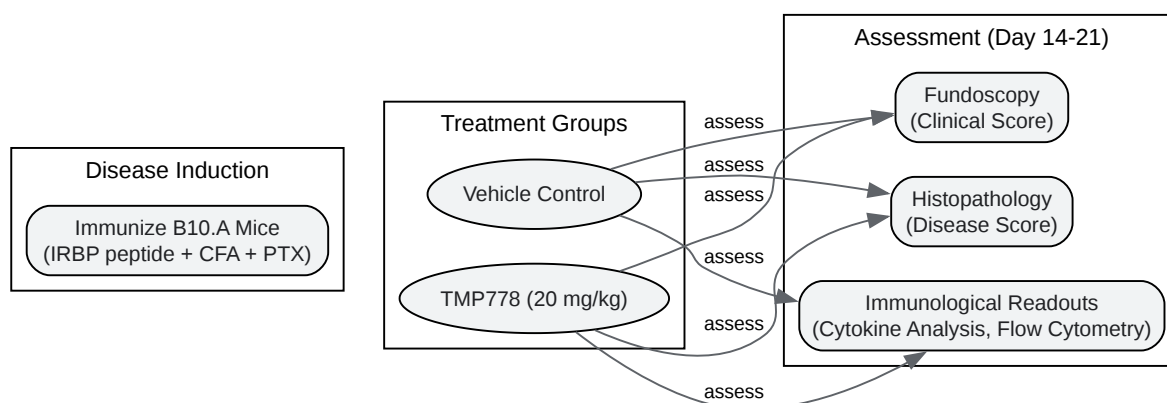 Disease Induction
Immunize B10.A Mice
(IRBP peptide + CFA + PTX)
Treatment Groups
Vehicle Control
TMP778 (20 mg/kg)
assess
assess
assess
assess
assess
assess
Assessment (Day 14-21)
Fundoscopy
(Clinical Score)
Histopathology
(Disease Score)
Immunological Readouts
(Cytokine Analysis, Flow Cytometry)